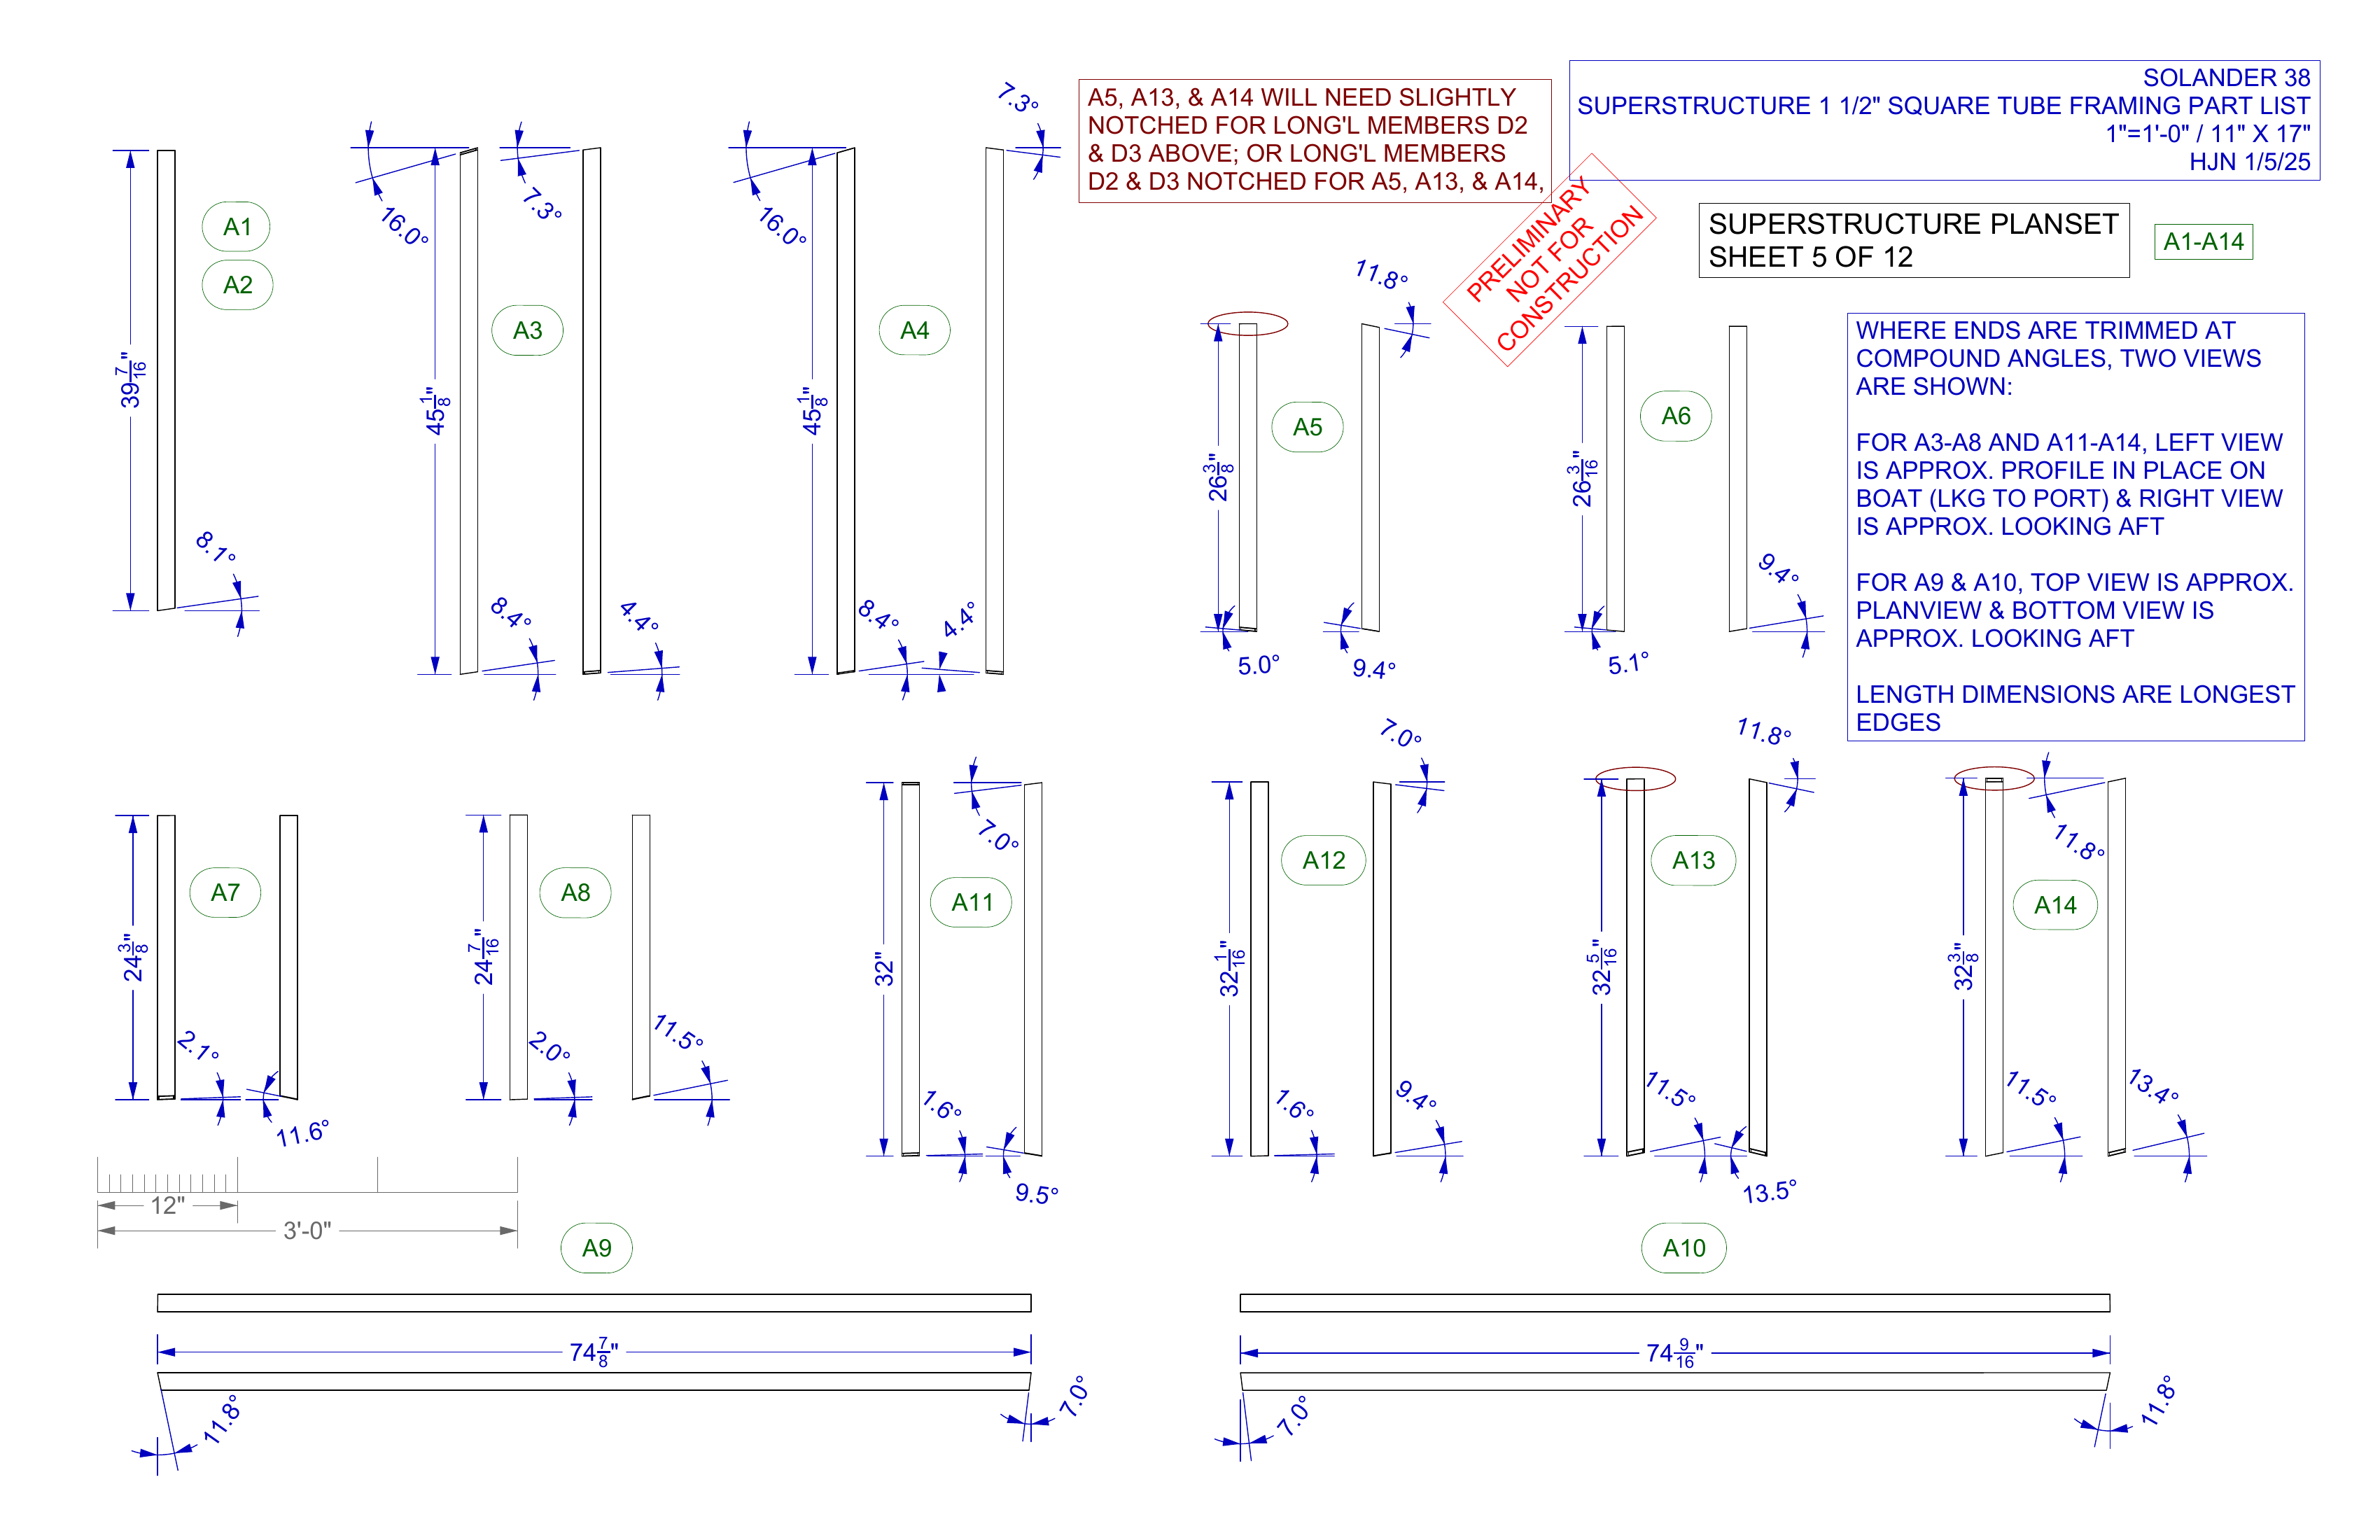 SOLANDER 38
SUPERSTRUCTURE 1 1/2" SQUARE TUBE FRAMING PART LIST
1"=1'-0" / 11" X 17"
HJN 1/5/25
A5, A13, & A14 WILL NEED SLIGHTLY
NOTCHED FOR LONG'L MEMBERS D2
& D3 ABOVE; OR LONG'L MEMBERS
D2 & D3 NOTCHED FOR A5, A13, & A14,
PRELIMINARY
NOT FOR
CONSTRUCTION
SUPERSTRUCTURE PLANSET
SHEET 5 OF 12
A1-A14
WHERE ENDS ARE TRIMMED AT
COMPOUND ANGLES, TWO VIEWS
ARE SHOWN:
FOR A3-A8 AND A11-A14, LEFT VIEW
IS APPROX. PROFILE IN PLACE ON
BOAT (LKG TO PORT) & RIGHT VIEW
IS APPROX. LOOKING AFT
FOR A9 & A10, TOP VIEW IS APPROX.
PLANVIEW & BOTTOM VIEW IS
APPROX. LOOKING AFT
LENGTH DIMENSIONS ARE LONGEST
EDGES
A1
A2
39 7/16"
8.1°
16.0°
7.3°
A3
45 1/8"
8.4°
4.4°
16.0°
7.3°
A4
45 1/8"
8.4°
4.4°
11.8°
A5
26 3/8"
5.0°
9.4°
A6
26 3/16"
5.1°
9.4°
A7
24 3/8"
2.1°
11.6°
A8
24 7/16"
2.0°
11.5°
7.0°
A11
32"
1.6°
9.5°
7.0°
A12
32 1/16"
1.6°
9.4°
11.8°
A13
32 5/16"
11.5°
13.5°
11.8°
A14
32 3/8"
11.5°
13.4°
12"
3'-0"
A9
74 7/8"
11.8°
7.0°
A10
74 9/16"
7.0°
11.8°